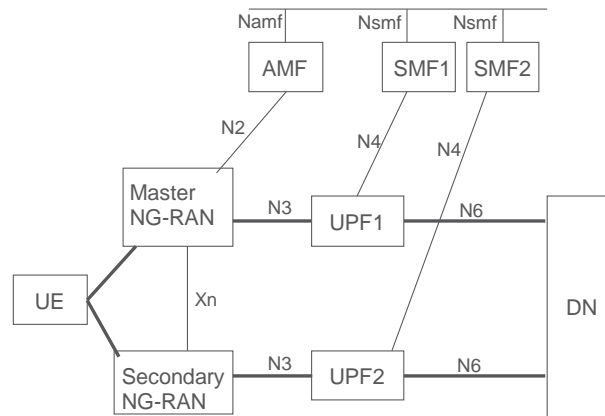 Namf
Nsmf
Nsmf
AMF
SMF1
SMF2
N2
N4
N4
Master
NG-RAN
N3
UPF1
N6
UE
Xn
DN
Secondary
NG-RAN
N3
UPF2
N6